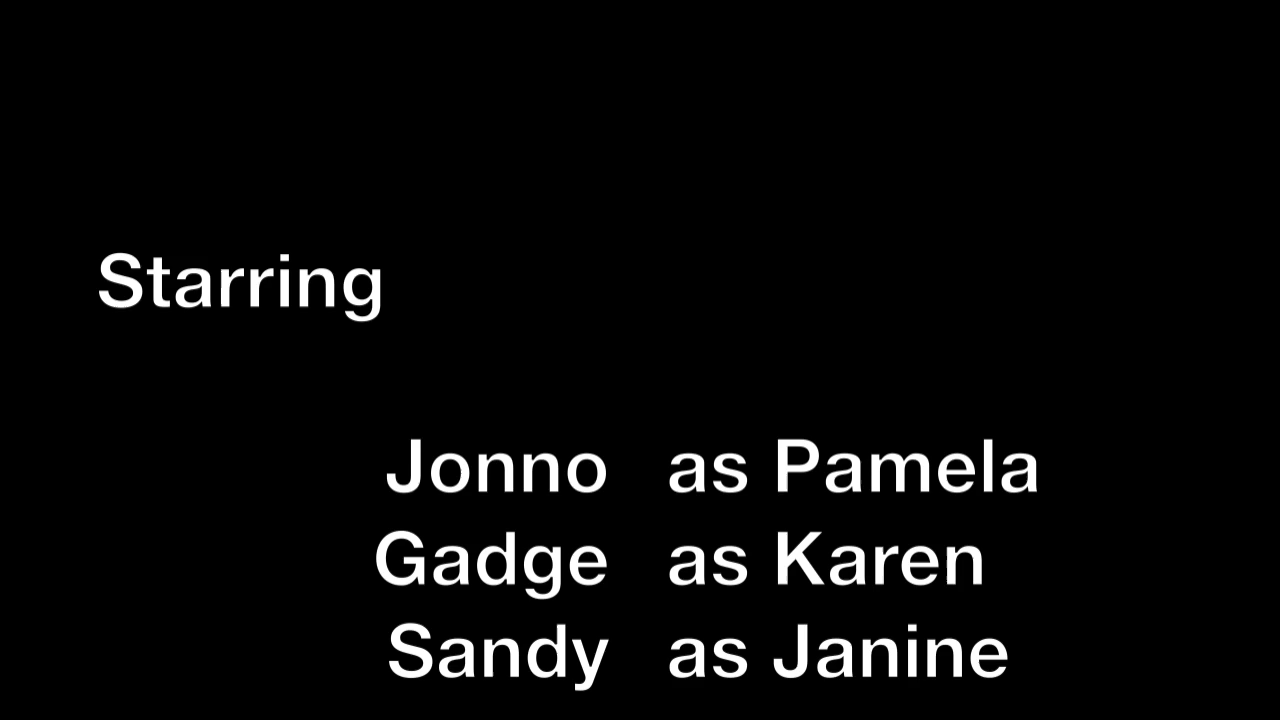 Starring
Jonno as Pamela
Gadge as Karen
Sandy as Janine